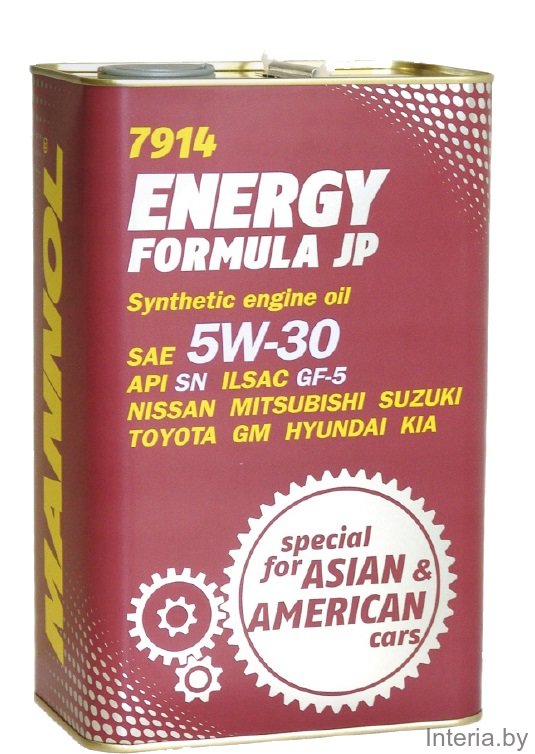 7914
ENERGY
FORMULA JP
Synthetic engine oil
SAE 5W-30
API SN ILSAC GF-5
NISSAN MITSUBISHI SUZUKI
TOYOTA GM HYUNDAI KIA
special
for ASIAN &
AMERICAN
cars
MANNOL ®
Interia.by